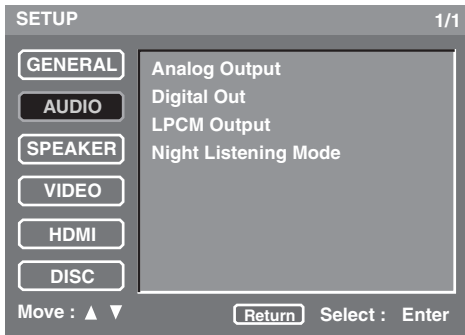 SETUP 1/1
GENERAL
AUDIO
SPEAKER
VIDEO
HDMI
DISC
Analog Output
Digital Out
LPCM Output
Night Listening Mode
Move : ▲ ▼ Return Select : Enter